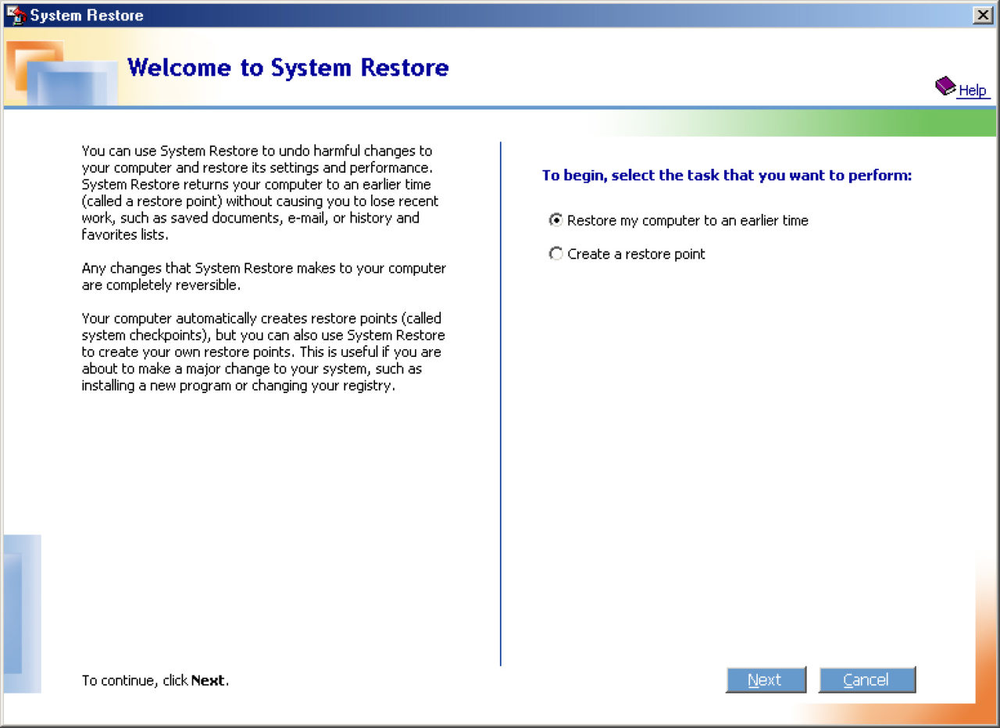 System Restore
Welcome to System Restore
Help
You can use System Restore to undo harmful changes to
your computer and restore its settings and performance.
System Restore returns your computer to an earlier time
(called a restore point) without causing you to lose recent
work, such as saved documents, e-mail, or history and
favorites lists.
Any changes that System Restore makes to your computer
are completely reversible.
Your computer automatically creates restore points (called
system checkpoints), but you can also use System Restore
to create your own restore points. This is useful if you are
about to make a major change to your system, such as
installing a new program or changing your registry.
To begin, select the task that you want to perform:
Restore my computer to an earlier time
Create a restore point
To continue, click Next.
Next
Cancel